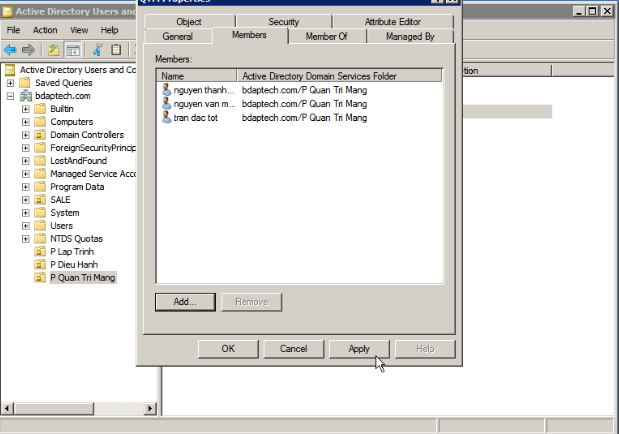 Active Directory Users and
Properties
File Action View Help
Active Directory Users and Co
Saved Queries
bdaptech.com
Builtin
Computers
Domain Controllers
ForeignSecurityPrincip
LostAndFound
Managed Service Acco
Program Data
SALE
System
Users
NTDS Quotas
P Lap Trinh
P Dieu Hanh
P Quan Tri Mang
Object Security Attribute Editor
General Members Member Of Managed By
Members:
Name Active Directory Domain Services Folder
nguyen thanh... bdaptech.com/P Quan Tri Mang
nguyen van m... bdaptech.com/P Quan Tri Mang
tran dac tot bdaptech.com/P Quan Tri Mang
Add... Remove
OK Cancel Apply Help
tion